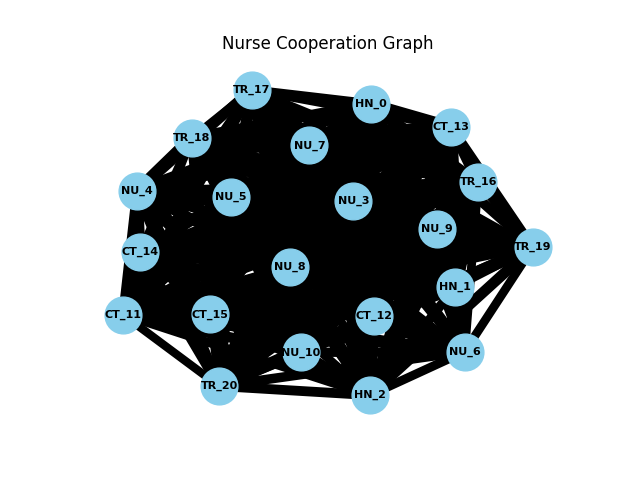 Nurse Cooperation Graph
TR_17
HN_0
CT_13
TR_18
NU_7
TR_16
NU_4
NU_5
NU_3
NU_9
TR_19
CT_14
NU_8
HN_1
CT_11
CT_15
CT_12
NU_10
NU_6
TR_20
HN_2